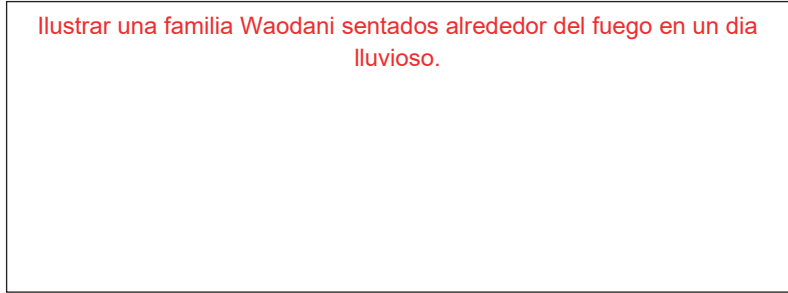 Ilustrar una familia Waodani sentados alrededor del fuego en un dia
lluvioso.